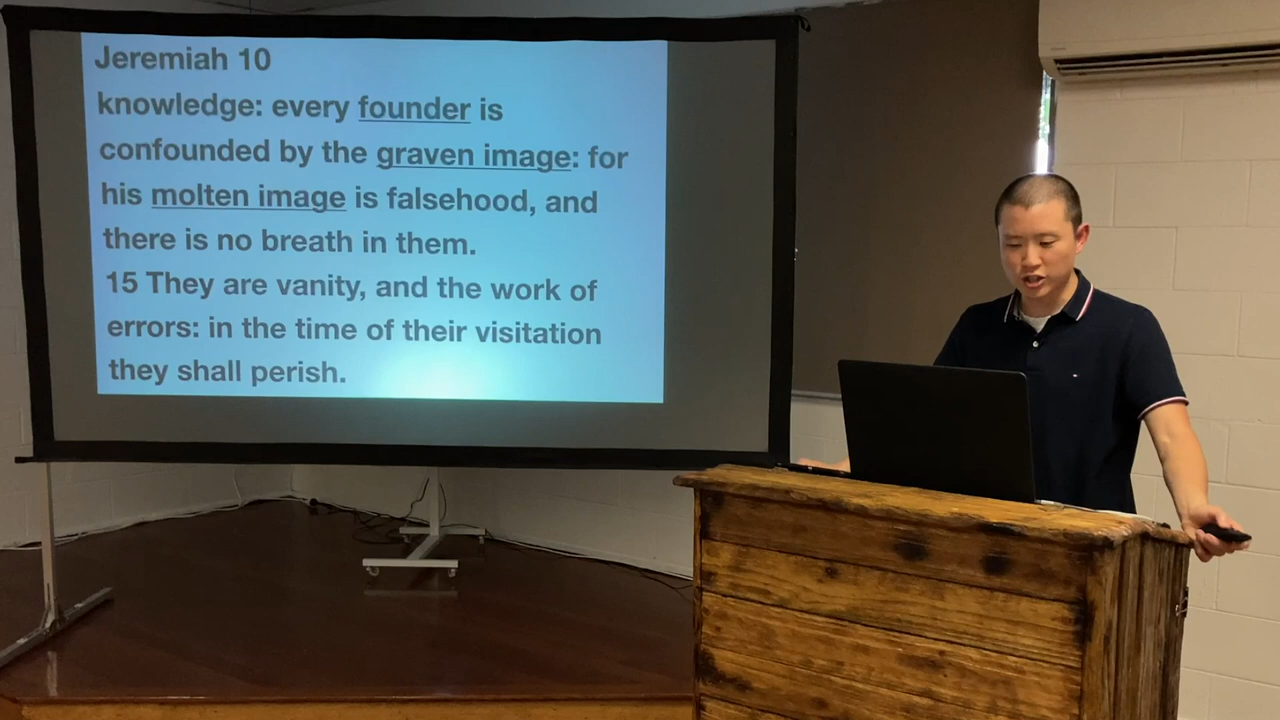 Jeremiah 10
knowledge: every founder is
confounded by the graven image: for
his molten image is falsehood, and
there is no breath in them.
15 They are vanity, and the work of
errors: in the time of their visitation
they shall perish.